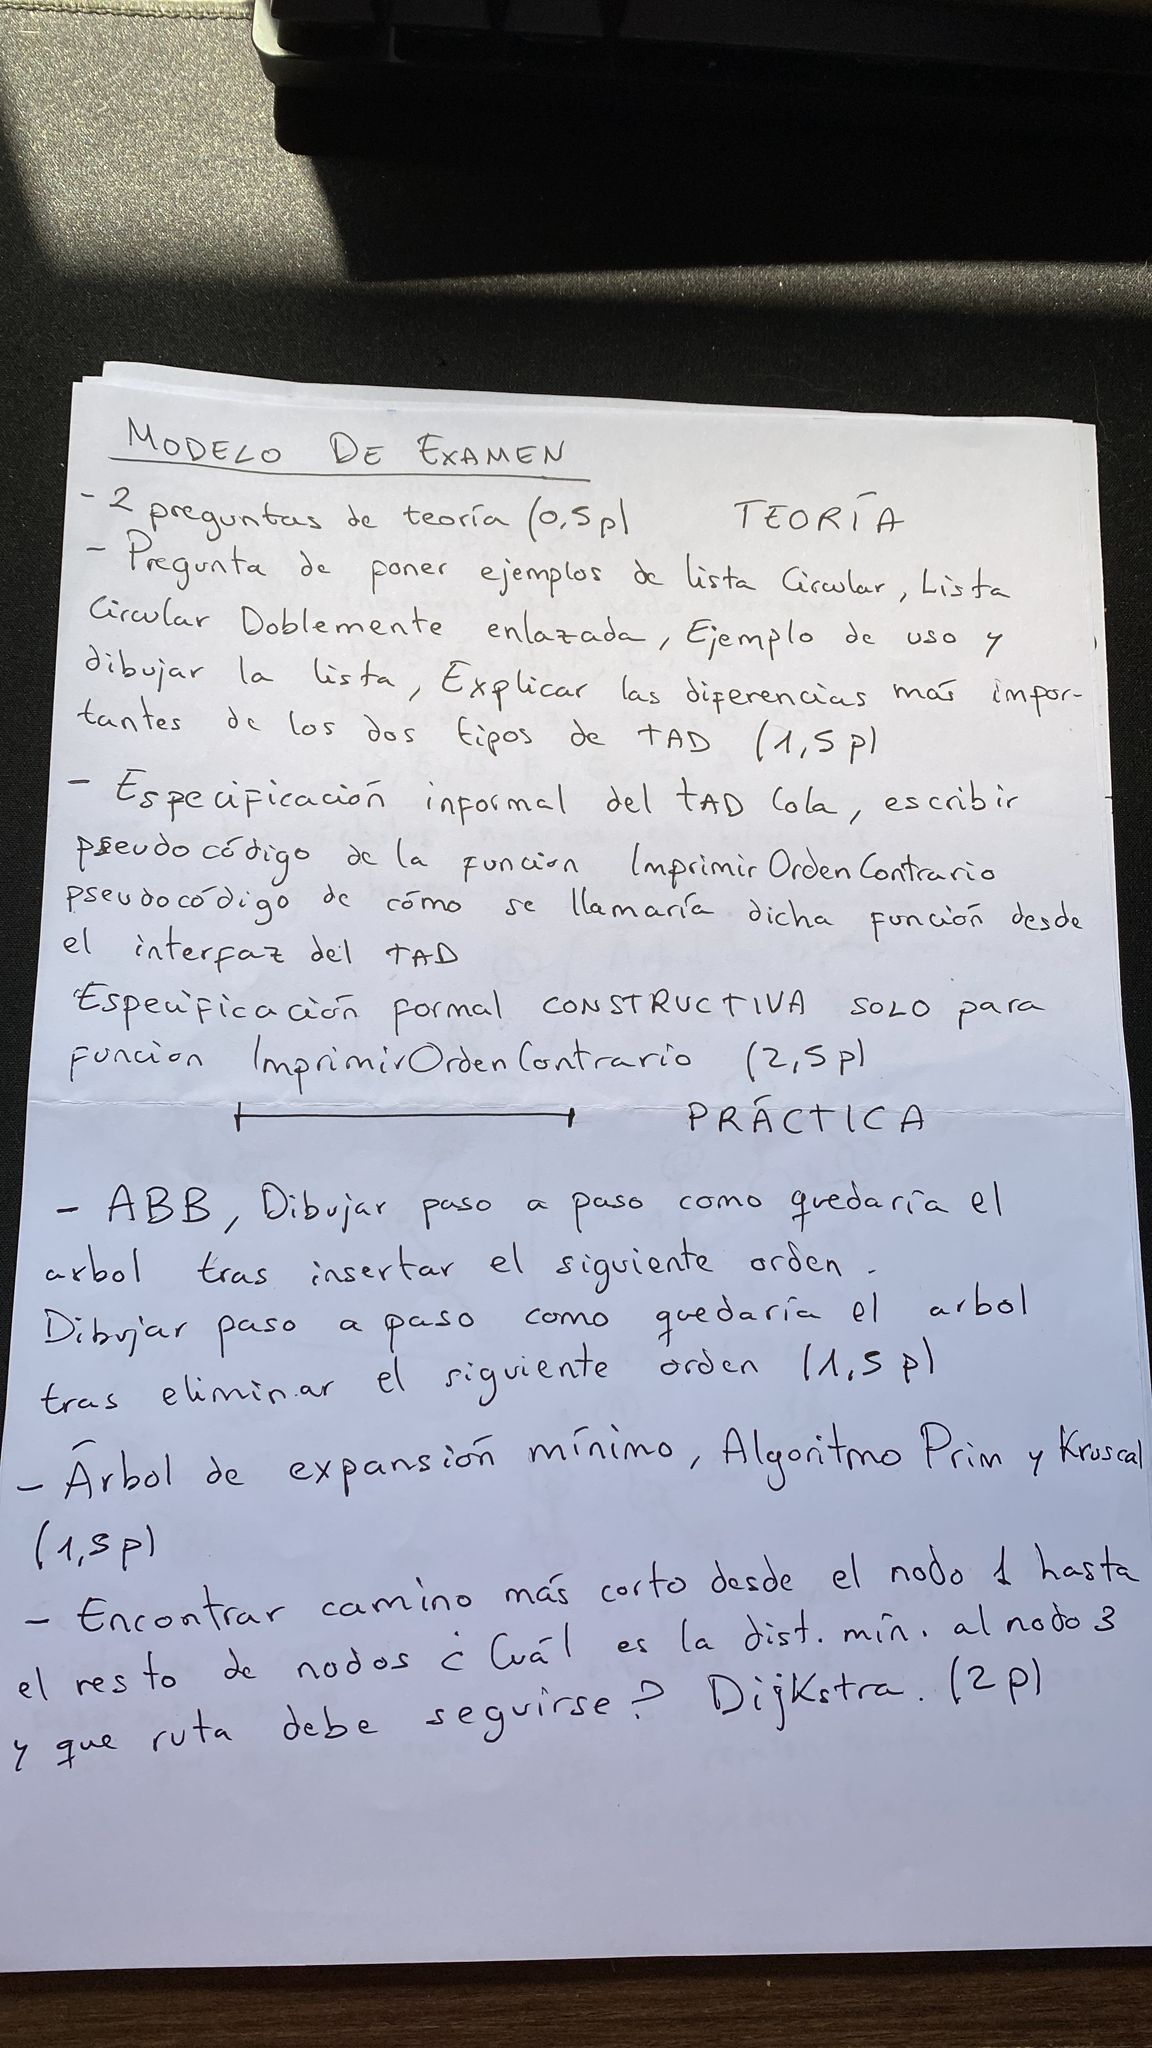 MODELO DE EXAMEN
- 2 preguntas de teoría (0,5p) TEORÍA
- Pregunta de poner ejemplos de lista Circular, Lista
Circular Doblemente enlazada, Ejemplo de uso y
dibujar la lista, Explicar las diferencias más impor-
tantes de los dos tipos de TAD (1,5p)
- Especificación informal del TAD Cola, escribir
pseudocódigo de la función ImprimirOrdenContrario
pseudocódigo de cómo se llamaría dicha función desde
el interfaz del TAD
Especificación formal CONSTRUCTIVA SOLO para
funcion ImprimirOrdenContrario (2,5p)
PRÁCTICA
- ABB, Dibujar paso a paso como quedaría el
arbol tras insertar el siguiente orden.
Dibujar paso a paso como quedaría el arbol
tras eliminar el siguiente orden (1,5p)
- Árbol de expansión mínimo, Algoritmo Prim y Kruscal
(1,5p)
- Encontrar camino más corto desde el nodo 1 hasta
el resto de nodos ¿Cuál es la dist. mín. al nodo 3
y que ruta debe seguirse? Dijkstra. (2p)